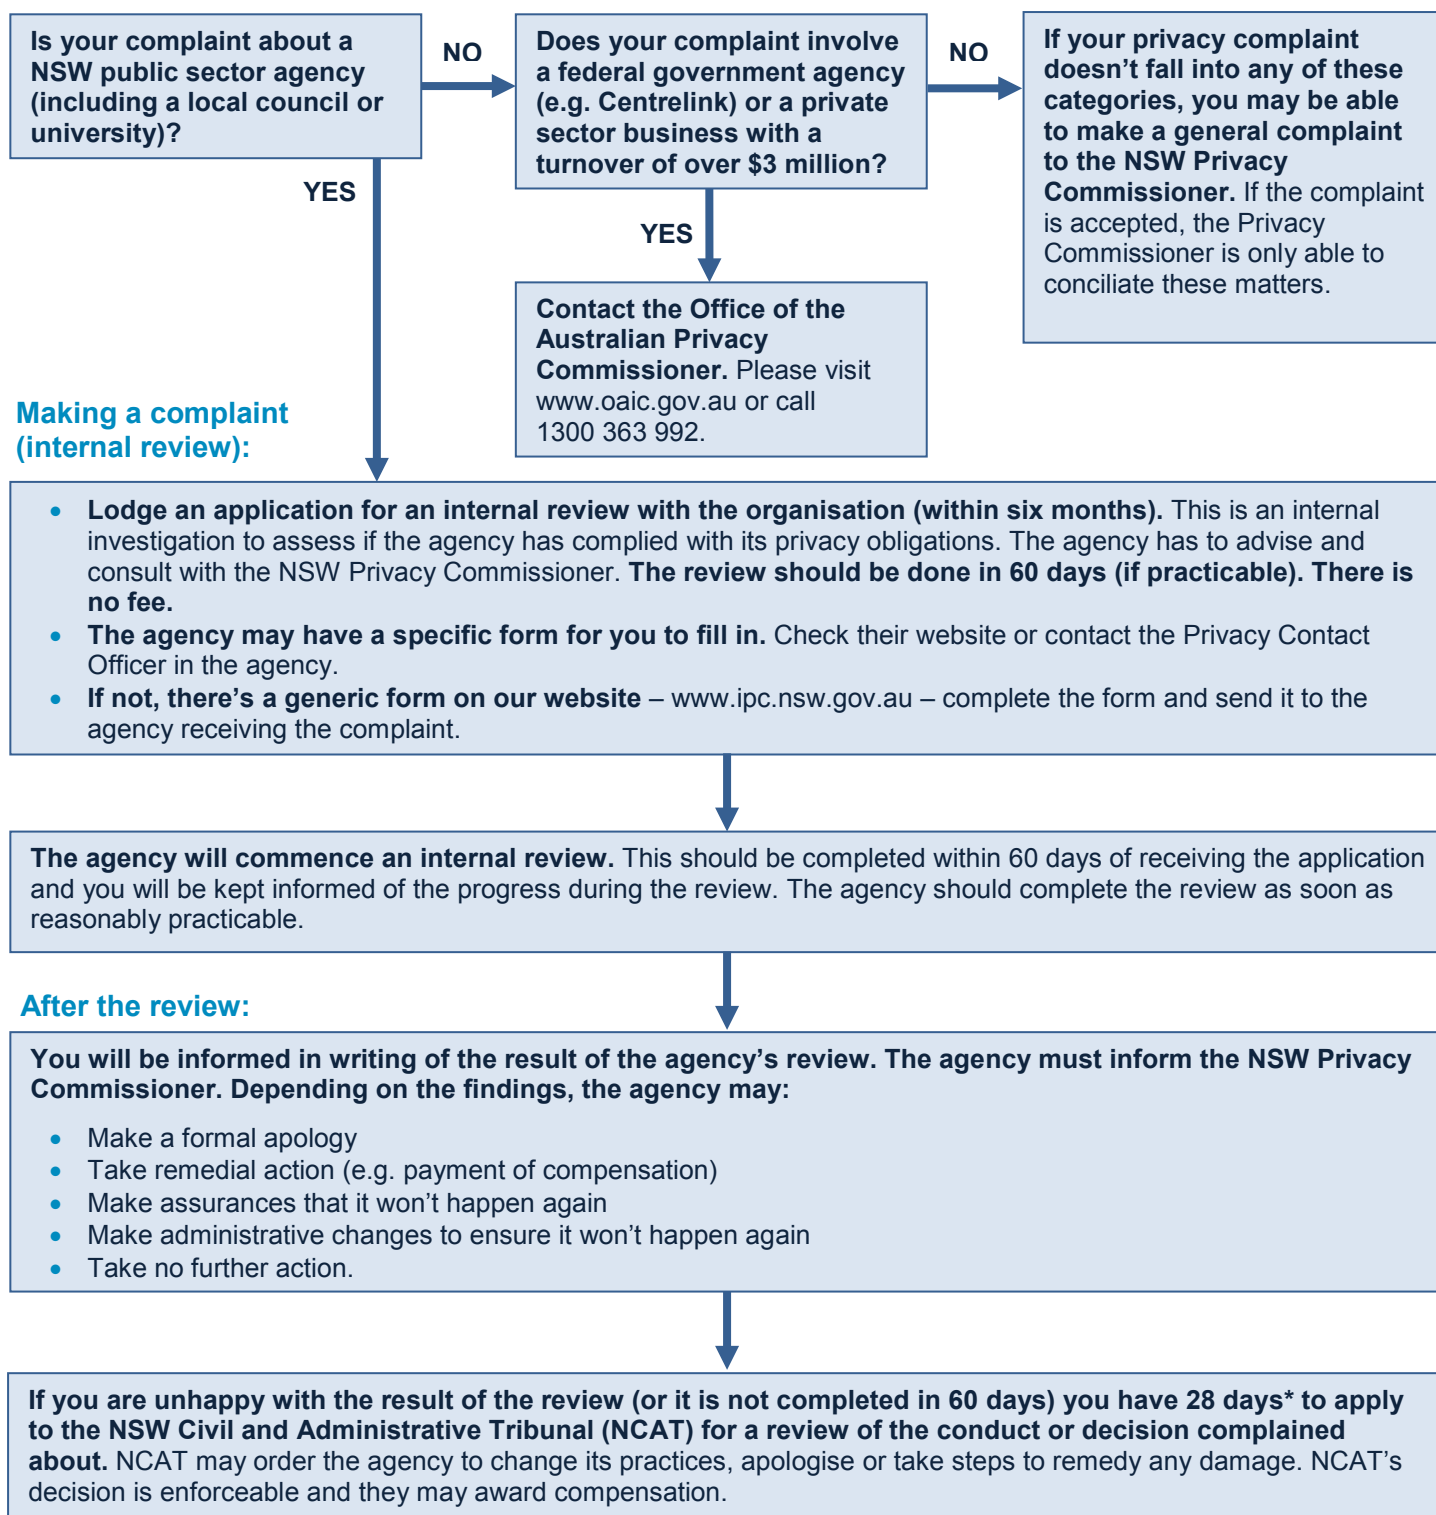 Is your complaint about a
NSW public sector agency
(including a local council or
university)?
NO
Does your complaint involve
a federal government agency
(e.g. Centrelink) or a private
sector business with a
turnover of over $3 million?
NO
If your privacy complaint
doesn’t fall into any of these
categories, you may be able
to make a general complaint
to the NSW Privacy
Commissioner. If the complaint
is accepted, the Privacy
Commissioner is only able to
conciliate these matters.
YES
YES
Contact the Office of the
Australian Privacy
Commissioner. Please visit
www.oaic.gov.au or call
1300 363 992.
Making a complaint
(internal review):
• Lodge an application for an internal review with the organisation (within six months). This is an internal
investigation to assess if the agency has complied with its privacy obligations. The agency has to advise and
consult with the NSW Privacy Commissioner. The review should be done in 60 days (if practicable). There is
no fee.
• The agency may have a specific form for you to fill in. Check their website or contact the Privacy Contact
Officer in the agency.
• If not, there’s a generic form on our website – www.ipc.nsw.gov.au – complete the form and send it to the
agency receiving the complaint.
The agency will commence an internal review. This should be completed within 60 days of receiving the application
and you will be kept informed of the progress during the review. The agency should complete the review as soon as
reasonably practicable.
After the review:
You will be informed in writing of the result of the agency’s review. The agency must inform the NSW Privacy
Commissioner. Depending on the findings, the agency may:
• Make a formal apology
• Take remedial action (e.g. payment of compensation)
• Make assurances that it won’t happen again
• Make administrative changes to ensure it won’t happen again
• Take no further action.
If you are unhappy with the result of the review (or it is not completed in 60 days) you have 28 days* to apply
to the NSW Civil and Administrative Tribunal (NCAT) for a review of the conduct or decision complained
about. NCAT may order the agency to change its practices, apologise or take steps to remedy any damage. NCAT’s
decision is enforceable and they may award compensation.